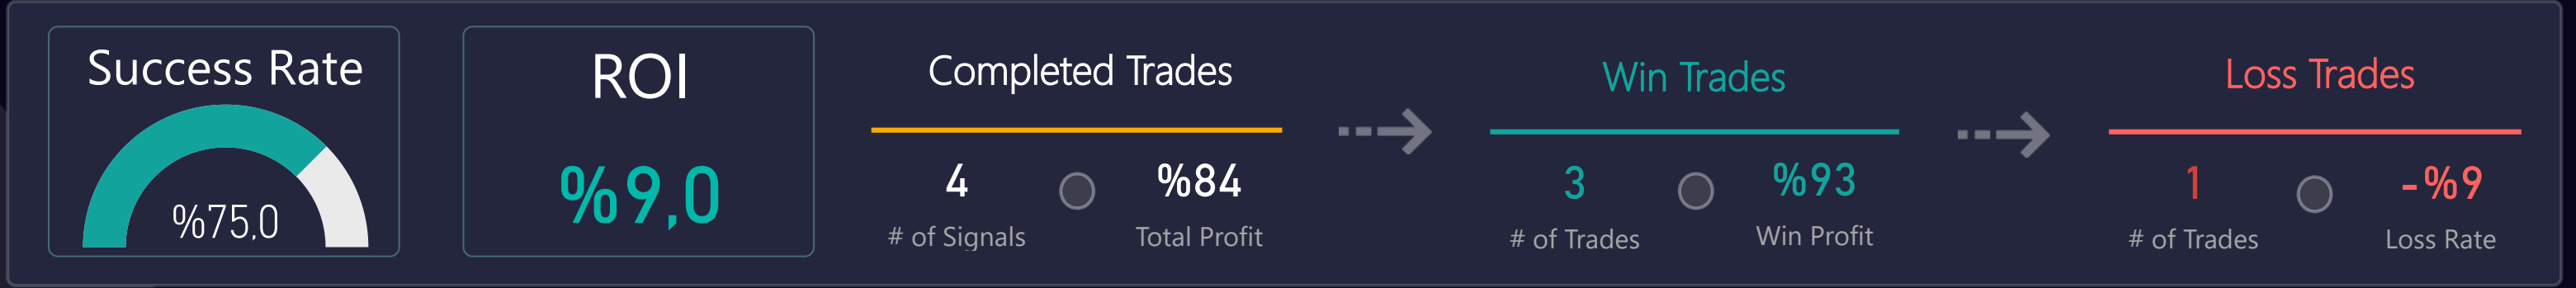 Success Rate
%75,0
ROI
%9,0
Completed Trades
4
# of Signals
%84
Total Profit
Win Trades
3
# of Trades
%93
Win Profit
Loss Trades
1
# of Trades
-%9
Loss Rate